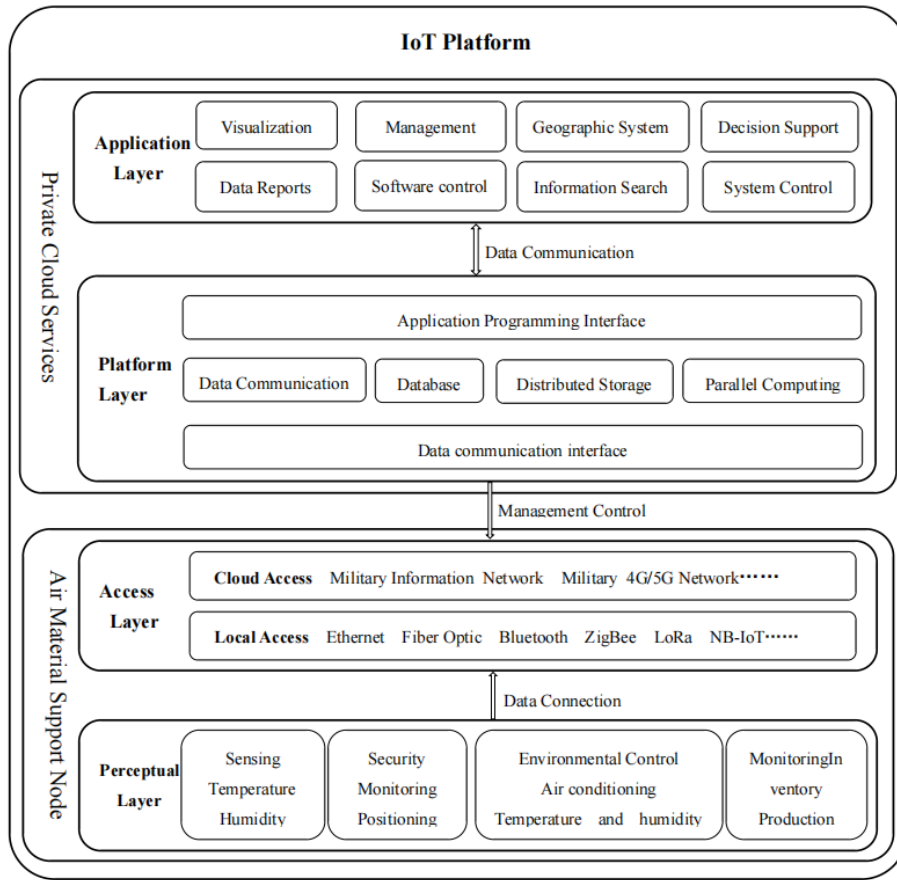 IoT Platform
Private Cloud Services
Application
Layer
Visualization
Management
Geographic System
Decision Support
Data Reports
Software control
Information Search
System Control
Data Communication
Platform
Layer
Application Programming Interface
Data Communication
Database
Distributed Storage
Parallel Computing
Data communication interface
Management Control
Air Material Support Node
Access
Layer
Cloud Access Military Information Network Military 4G/5G Network······
Local Access Ethernet Fiber Optic Bluetooth ZigBee LoRa NB-IoT······
Data Connection
Perceptual
Layer
Sensing
Temperature
Humidity
Security
Monitoring
Positioning
Environmental Control
Air conditioning
Temperature and humidity
MonitoringIn
ventory
Production